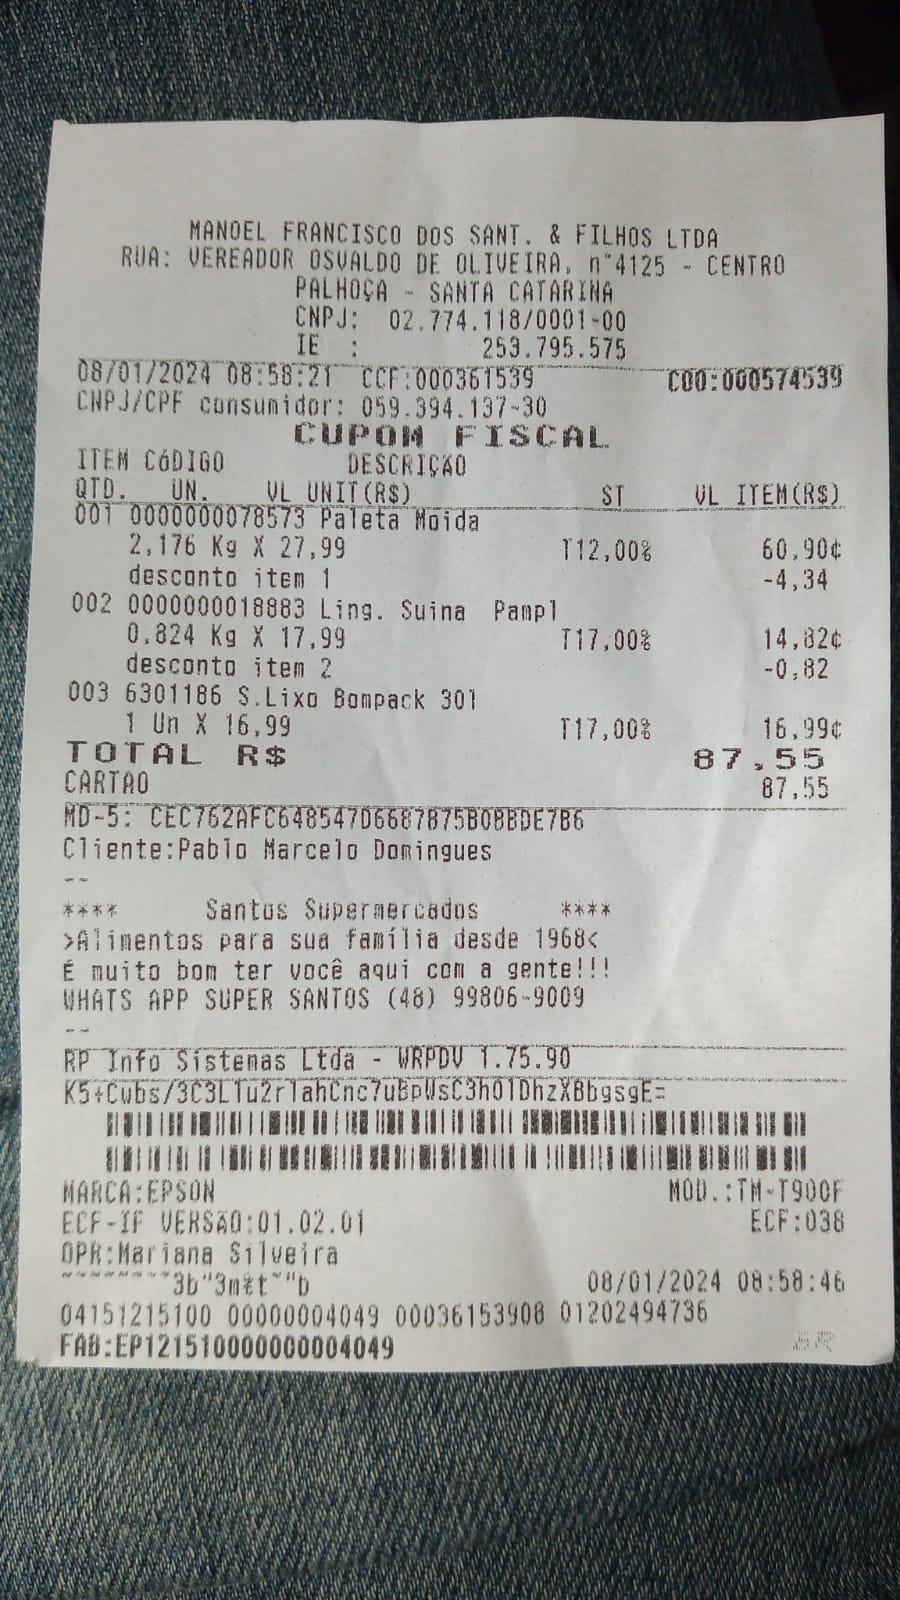 MANOEL FRANCISCO DOS SANT. & FILHOS LTDA
RUA: VEREADOR OSVALDO DE OLIVEIRA, n°4125 - CENTRO
PALHOÇA - SANTA CATARINA
CNPJ: 02.774.118/0001-00
IE : 253.795.575
08/01/2024 08:58:21 CCF:000361539 COO:000574539
CNPJ/CPF consumidor: 059.394.137-30
CUPOM FISCAL
ITEM CóDIGO DESCRIÇÃO
QTD. UN. VL UNIT(R$) ST VL ITEM(R$)
001 0000000078573 Paleta Moida
2,176 Kg X 27,99 T12,00% 60,90¢
desconto item 1 -4,34
002 0000000018883 Ling. Suina Pampl
0,824 Kg X 17,99 T17,00% 14,82¢
desconto item 2 -0,82
003 6301186 S.Lixo Bompack 30l
1 Un X 16,99 T17,00% 16,99¢
TOTAL R$ 87,55
CARTAO 87,55
MD-5: CEC762AFC648547D6687875B08BDE7B6
Cliente:Pablo Marcelo Domingues
--
**** Santos Supermercados ****
>Alimentos para sua família desde 1968<
É muito bom ter você aqui com a gente!!!
WHATS APP SUPER SANTOS (48) 99806-9009
--
RP Info Sistemas Ltda - WRPDV 1.75.90
MARCA:EPSON MOD.:TM-T900F
ECF-IF VERSãO:01.02.01 ECF:038
OPR:Mariana Silveira
08/01/2024 08:58:46
04151215100 00000004049 00036153908 01202494736
FAB:EP121510000000004049
BR